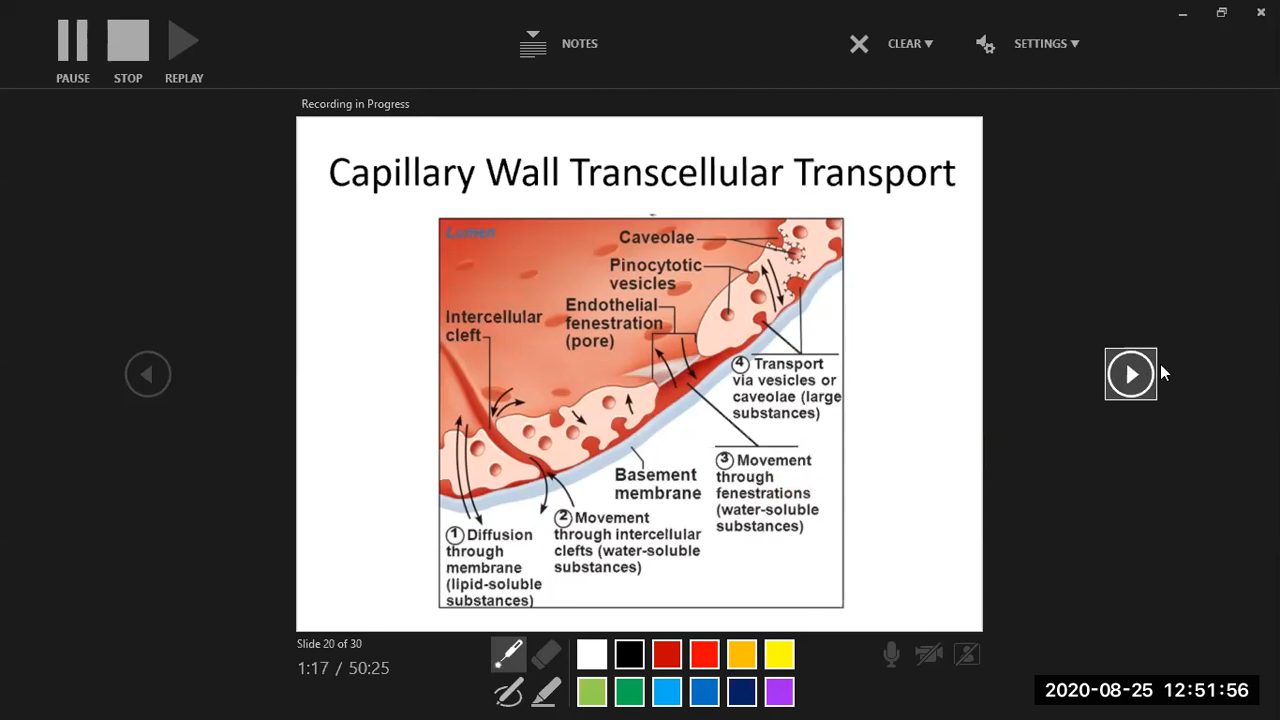 PAUSE
STOP
REPLAY
NOTES
CLEAR
SETTINGS
Recording in Progress
Capillary Wall Transcellular Transport
Lumen
Caveolae
Pinocytotic
vesicles
Endothelial
fenestration
(pore)
Intercellular
cleft
4 Transport
via vesicles or
caveolae (large
substances)
Basement
membrane
3 Movement
through
fenestrations
(water-soluble
substances)
2 Movement
through intercellular
clefts (water-soluble
substances)
1 Diffusion
through
membrane
(lipid-soluble
substances)
Slide 20 of 30
1:17 / 50:25
2020-08-25 12:51:56